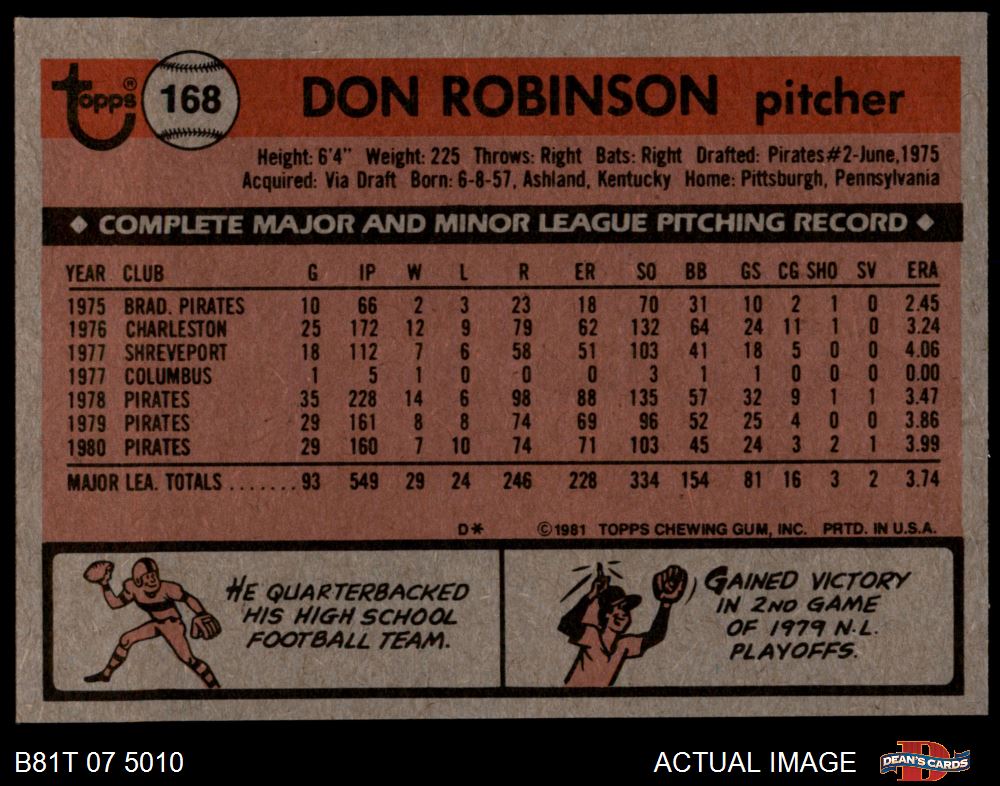 Topps®
168
DON ROBINSON pitcher
Height: 6'4" Weight: 225 Throws: Right Bats: Right Drafted: Pirates#2-June,1975
Acquired: Via Draft Born: 6-8-57, Ashland, Kentucky Home: Pittsburgh, Pennsylvania
◆ COMPLETE MAJOR AND MINOR LEAGUE PITCHING RECORD ◆
YEAR CLUB G IP W L R ER SO BB GS CG SHO SV ERA
1975 BRAD. PIRATES 10 66 2 3 23 18 70 31 10 2 1 0 2.45
1976 CHARLESTON 25 172 12 9 79 62 132 64 24 11 1 0 3.24
1977 SHREVEPORT 18 112 7 6 58 51 103 41 18 5 0 0 4.06
1977 COLUMBUS 1 5 1 0 0 0 3 1 1 0 0 0 0.00
1978 PIRATES 35 228 14 6 98 88 135 57 32 9 1 1 3.47
1979 PIRATES 29 161 8 8 74 69 96 52 25 4 0 0 3.86
1980 PIRATES 29 160 7 10 74 71 103 45 24 3 2 1 3.99
MAJOR LEA. TOTALS .......93 549 29 24 246 228 334 154 81 16 3 2 3.74
D* ©1981 TOPPS CHEWING GUM, INC. PRTD. IN U.S.A.
HE QUARTERBACKED
HIS HIGH SCHOOL
FOOTBALL TEAM.
GAINED VICTORY
IN 2ND GAME
OF 1979 N.L.
PLAYOFFS.
B81T 07 5010
ACTUAL IMAGE
D
DEAN'S CARDS